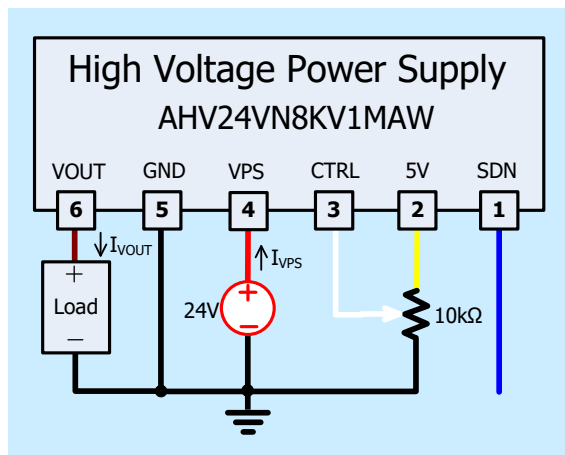 High Voltage Power Supply
AHV24VN8KV1MAW
VOUT GND VPS CTRL 5V SDN
6 5 4 3 2 1
IVOUT IVPS
+ +
Load 24V 10kΩ
− −